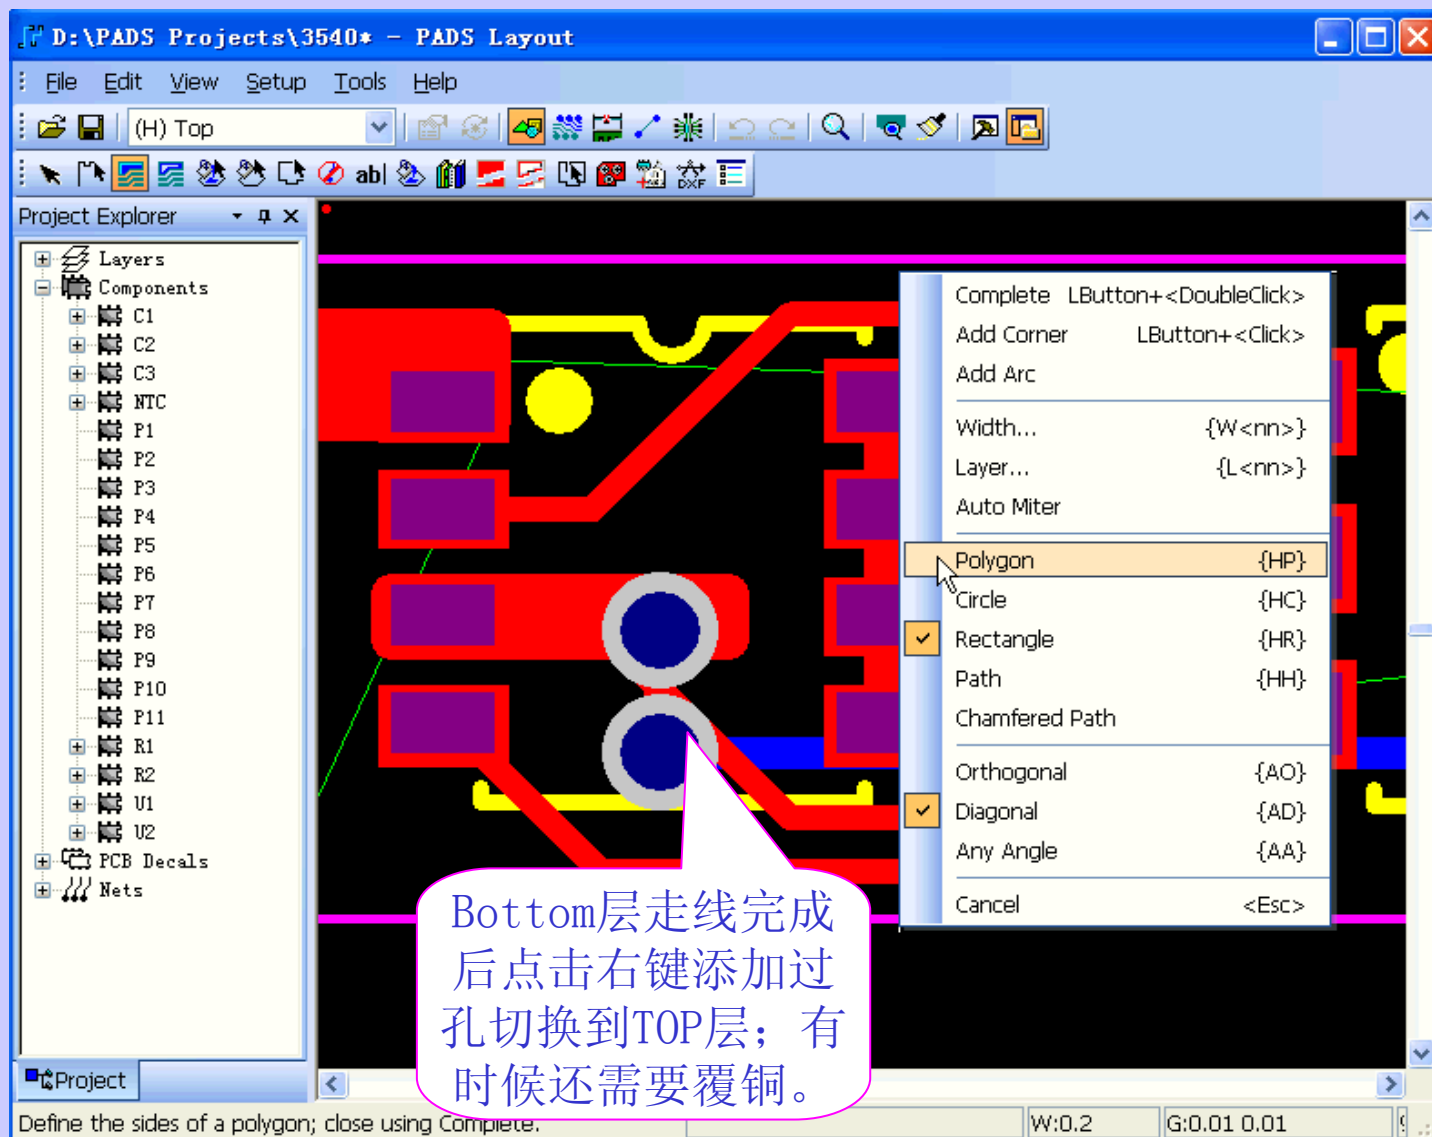 D:\PADS Projects\3540* - PADS Layout
File Edit View Setup Tools Help
(H) Top
abl
DXF
Project Explorer
Layers
Components
C1
C2
C3
NTC
P1
P2
P3
P4
P5
P6
P7
P8
P9
P10
P11
R1
R2
U1
U2
PCB Decals
Nets
Project
Complete LButton+<DoubleClick>
Add Corner LButton+<Click>
Add Arc
Width... {W<nn>}
Layer... {L<nn>}
Auto Miter
Polygon {HP}
Circle {HC}
Rectangle {HR}
Path {HH}
Chamfered Path
Orthogonal {AO}
Diagonal {AD}
Any Angle {AA}
Cancel <Esc>
Bottom层走线完成
后点击右键添加过
孔切换到TOP层；有
时候还需要覆铜。
Define the sides of a polygon; close using Complete.
W:0.2
G:0.01 0.01